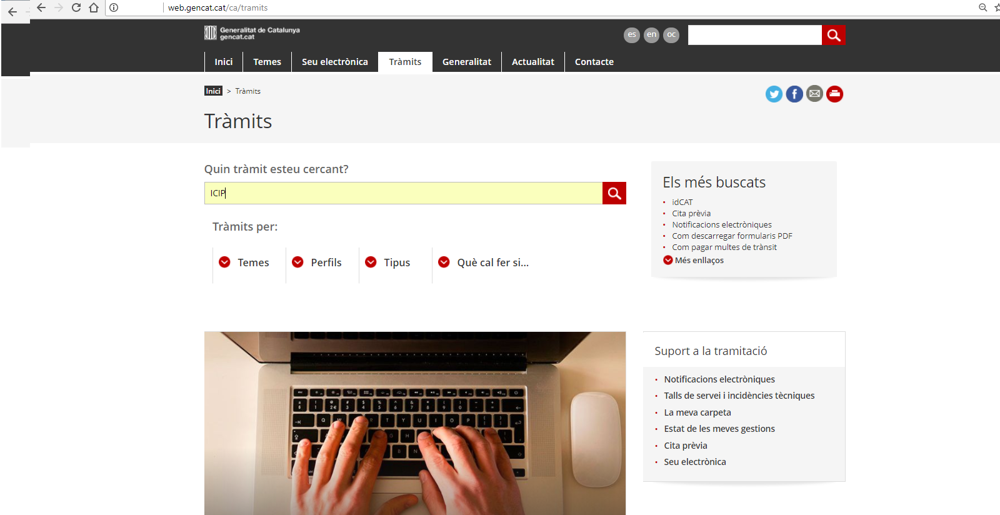 web.gencat.cat/ca/tramits
Generalitat de Catalunya
gencat.cat
es en oc
Inici Temes Seu electrònica Tràmits Generalitat Actualitat Contacte
Inici > Tràmits
Tràmits
Quin tràmit esteu cercant?
ICIP
Tràmits per:
Temes Perfils Tipus Què cal fer si...
Els més buscats
• idCAT
• Cita prèvia
• Notificacions electròniques
• Com descarregar formularis PDF
• Com pagar multes de trànsit
Més enllaços
Suport a la tramitació
• Notificacions electròniques
• Talls de servei i incidències tècniques
• La meva carpeta
• Estat de les meves gestions
• Cita prèvia
• Seu electrònica